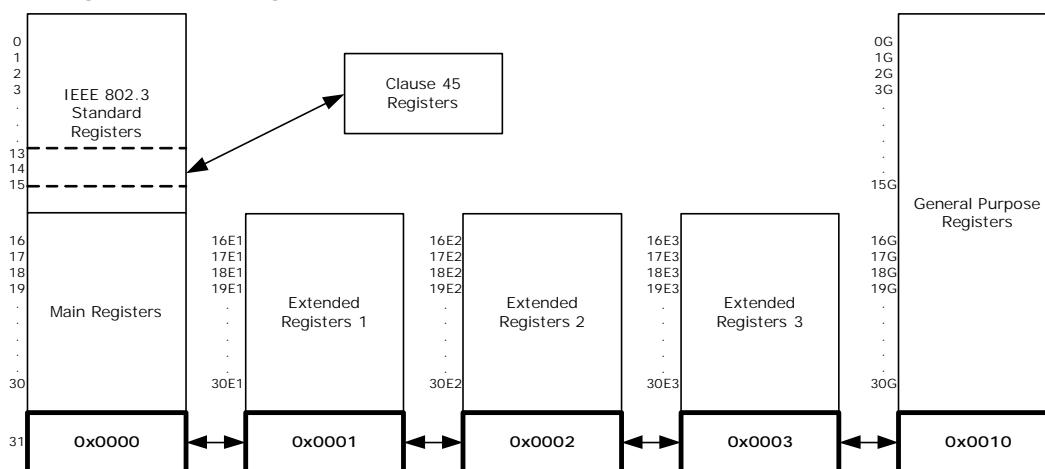 0
1
2
3
.
.
.
13
14
15
IEEE 802.3
Standard
Registers
Clause 45
Registers
0G
1G
2G
3G
.
.
.
.
15G
General Purpose
Registers
16
17
18
19
.
.
.
.
.
30
Main Registers
16E1
17E1
18E1
19E1
.
.
.
.
.
30E1
Extended
Registers 1
16E2
17E2
18E2
19E2
.
.
.
.
.
30E2
Extended
Registers 2
16E3
17E3
18E3
19E3
.
.
.
.
.
30E3
Extended
Registers 3
16G
17G
18G
19G
.
.
.
.
.
30G
31
0x0000
0x0001
0x0002
0x0003
0x0010